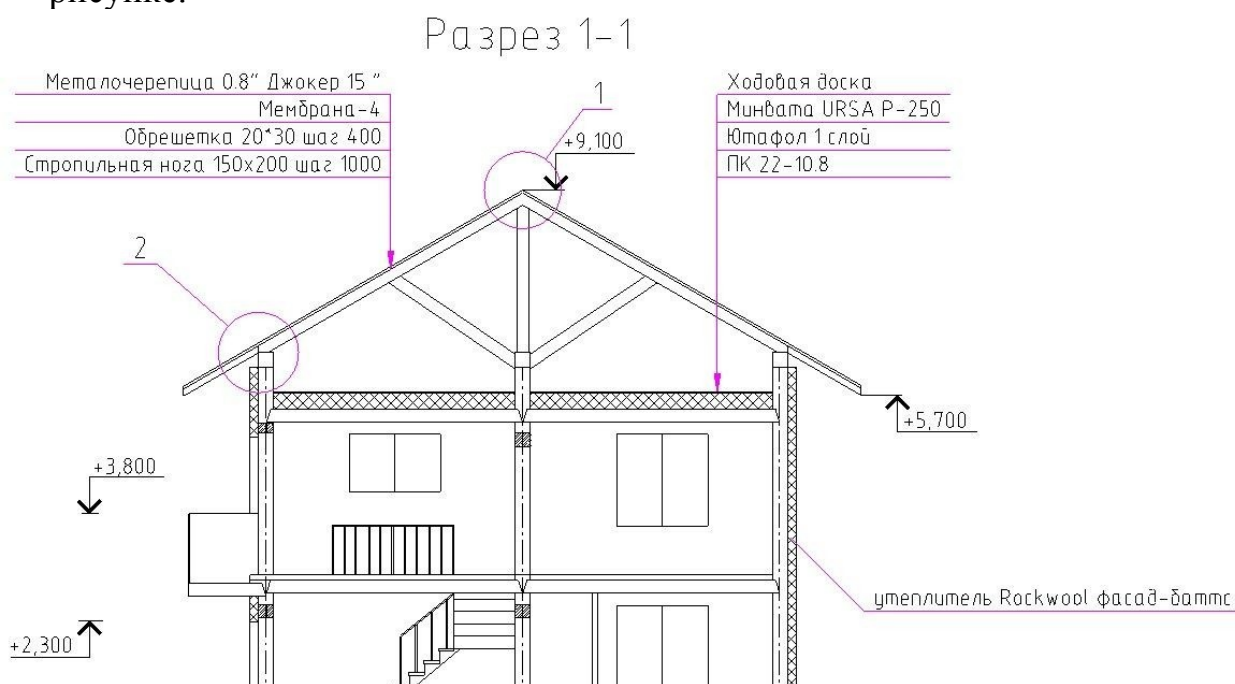 рисунке.
Разрез 1-1
Металочерепица 0.8" Джокер 15 "
Мембрана-4
Обрешетка 20*30 шаг 400
Стропильная нога 150х200 шаг 1000
1
+9,100
Ходовая доска
Минвата URSA P-250
Ютафол 1 слой
ПК 22-10.8
2
+5,700
+3,800
утеплитель Rockwool фасад-баттс
+2,300